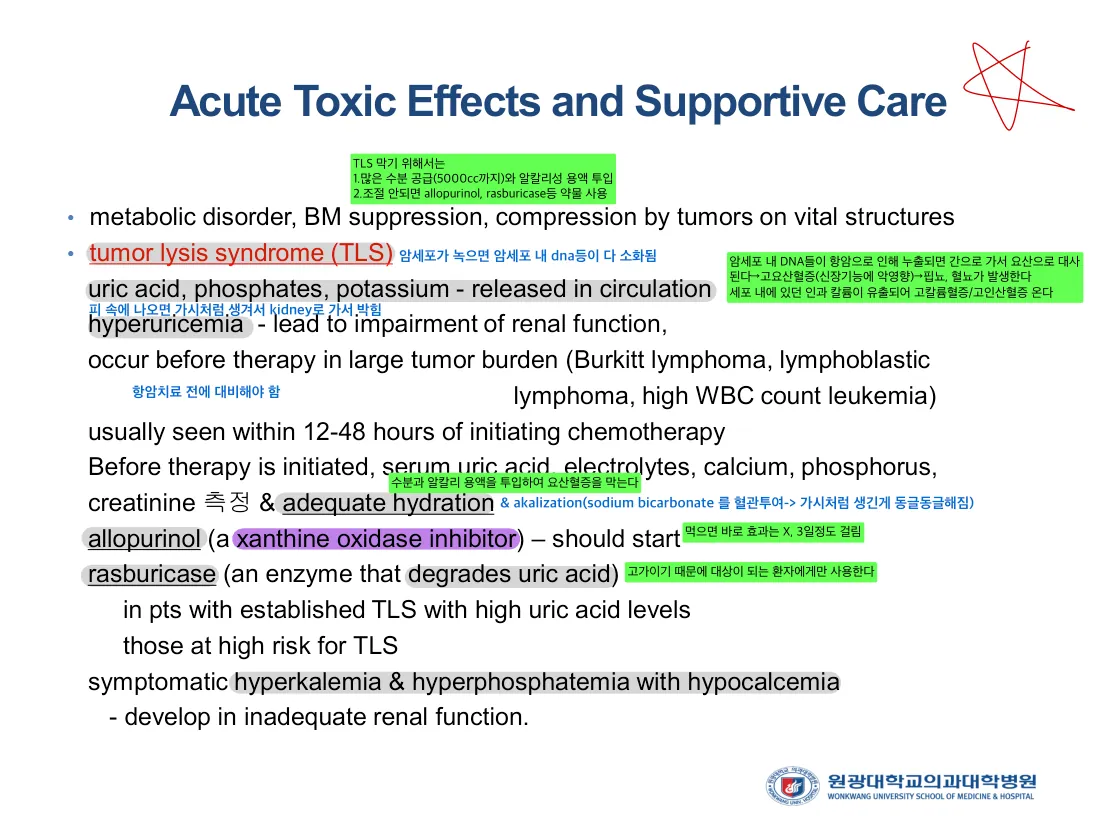 Acute Toxic Effects and Supportive Care
TLS 막기 위해서는
1.많은 수분 공급(5000cc까지)와 알칼리성 용액 투입
2.조절 안되면 allopurinol, rasburicase등 약물 사용
• metabolic disorder, BM suppression, compression by tumors on vital structures
• tumor lysis syndrome (TLS) 암세포가 녹으면 암세포 내 dna등이 다 소화됨
암세포 내 DNA들이 항암으로 인해 누출되면 간으로 가서 요산으로 대사
된다→고요산혈증(신장기능에 악영향)→핍뇨, 혈뇨가 발생한다
세포 내에 있던 인과 칼륨이 유출되어 고칼륨혈증/고인산혈증 온다
uric acid, phosphates, potassium - released in circulation
피 속에 나오면 가시처럼 생겨서 kidney로 가서 박힘
hyperuricemia - lead to impairment of renal function,
occur before therapy in large tumor burden (Burkitt lymphoma, lymphoblastic
항암치료 전에 대비해야 함
lymphoma, high WBC count leukemia)
usually seen within 12-48 hours of initiating chemotherapy
Before therapy is initiated, serum uric acid, electrolytes, calcium, phosphorus,
수분과 알칼리 용액을 투입하여 요산혈증을 막는다
creatinine 측정 & adequate hydration & akalization(sodium bicarbonate 를 혈관투여-> 가시처럼 생긴게 동글동글해짐)
allopurinol (a xanthine oxidase inhibitor) – should start 먹으면 바로 효과는 X, 3일정도 걸림
rasburicase (an enzyme that degrades uric acid) 고가이기 때문에 대상이 되는 환자에게만 사용한다
in pts with established TLS with high uric acid levels
those at high risk for TLS
symptomatic hyperkalemia & hyperphosphatemia with hypocalcemia
- develop in inadequate renal function.
원광대학교의과대학병원
WONKWANG UNIVERSITY SCHOOL OF MEDICINE & HOSPITAL